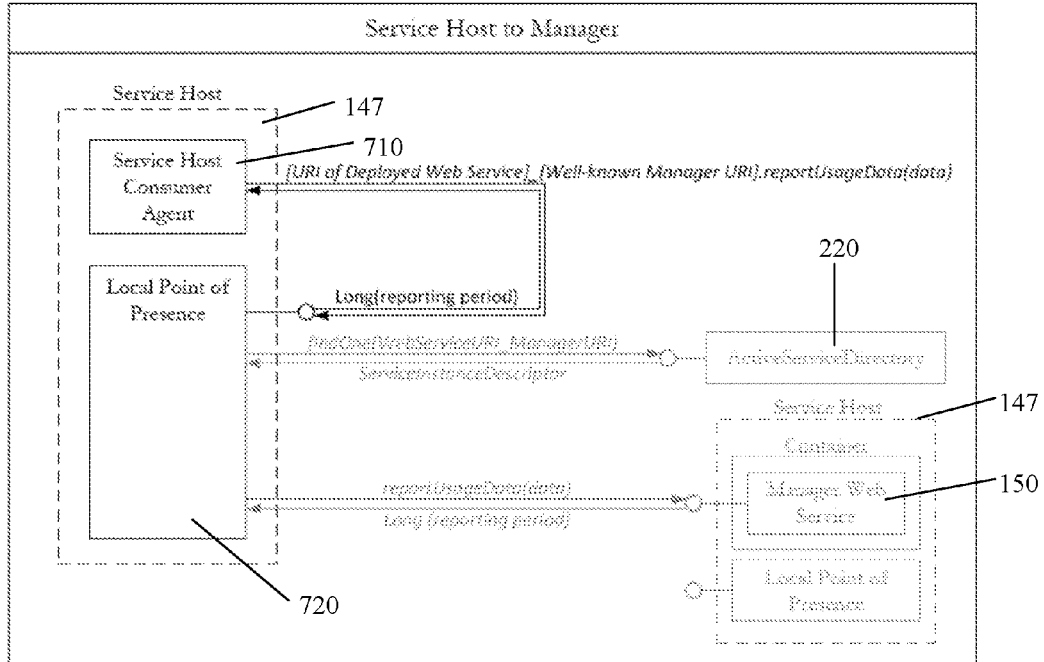 Service Host to Manager
Service Host
147
Service Host
Consumer
Agent
710
[URI of Deployed Web Service]_[Well-known Manager URI].reportUsageData(data)
Local Point of
Presence
Long(reporting period)
220
findOne(WebServiceURI_ManagerURI)
ServiceInstanceDescriptor
ActiveServiceDirectory
Service Host
147
Container
reportUsageData(data)
Long (reporting period)
Manager Web
Service
150
Local Point of
Presence
720